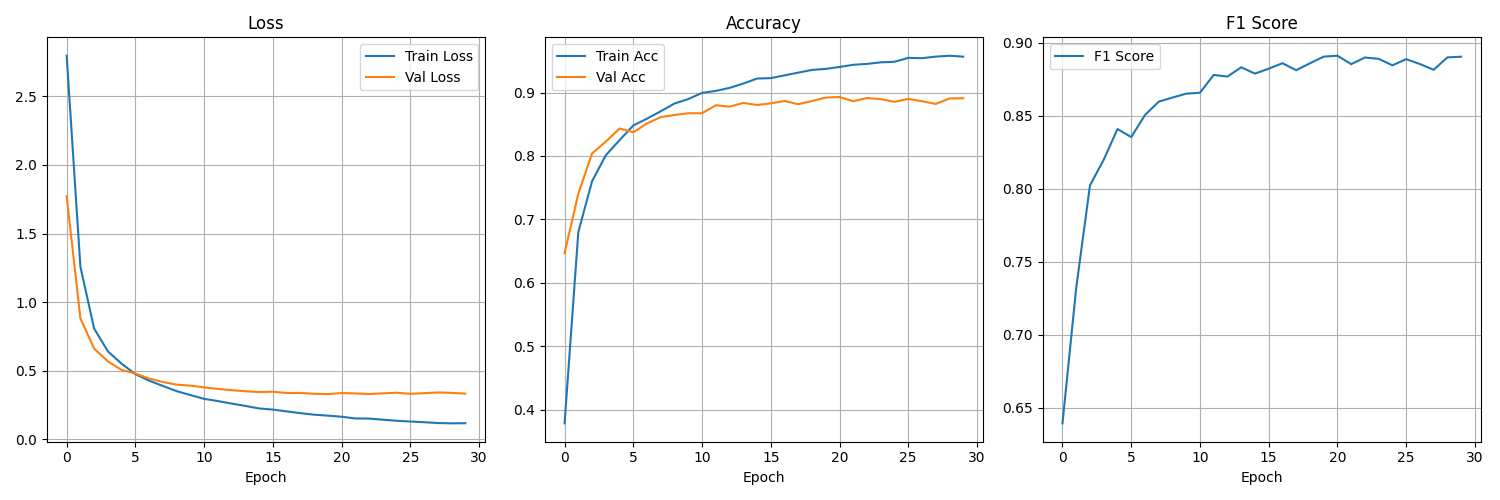 Loss
Train Loss
Val Loss
2.5
2.0
1.5
1.0
0.5
0.0
0 5 10 15 20 25 30
Epoch
Accuracy
Train Acc
Val Acc
0.9
0.8
0.7
0.6
0.5
0.4
0 5 10 15 20 25 30
Epoch
F1 Score
F1 Score
0.90
0.85
0.80
0.75
0.70
0.65
0 5 10 15 20 25 30
Epoch